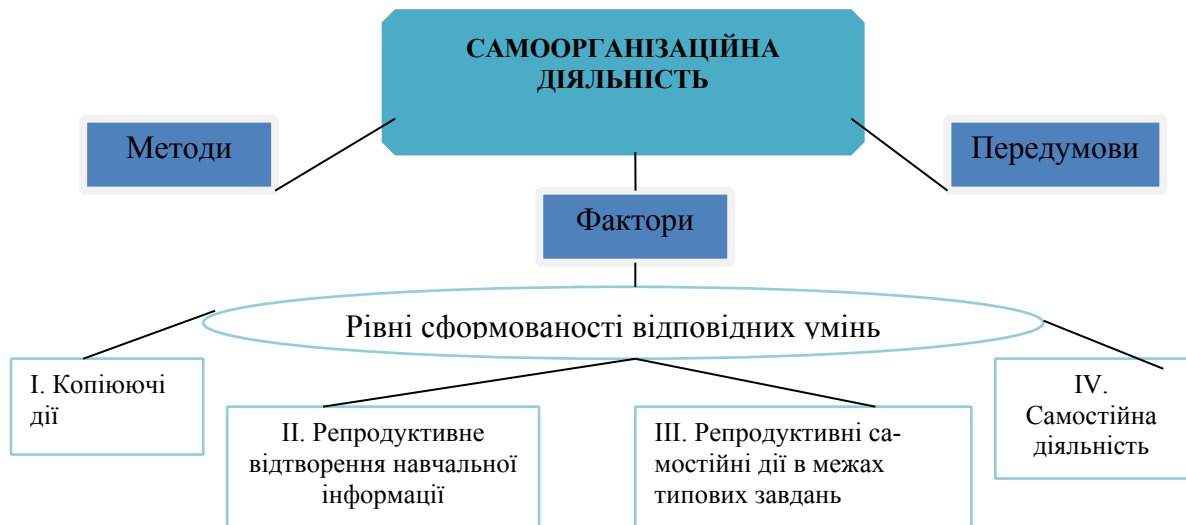 САМООРГАНІЗАЦІЙНА
ДІЯЛЬНІСТЬ
Методи
Передумови
Фактори
Рівні сформованості відповідних умінь
І. Копіюючі
дії
ІІ. Репродуктивне
відтворення навчальної
інформації
ІІІ. Репродуктивні са-
мостійні дії в межах
типових завдань
IV.
Самостійна
діяльність